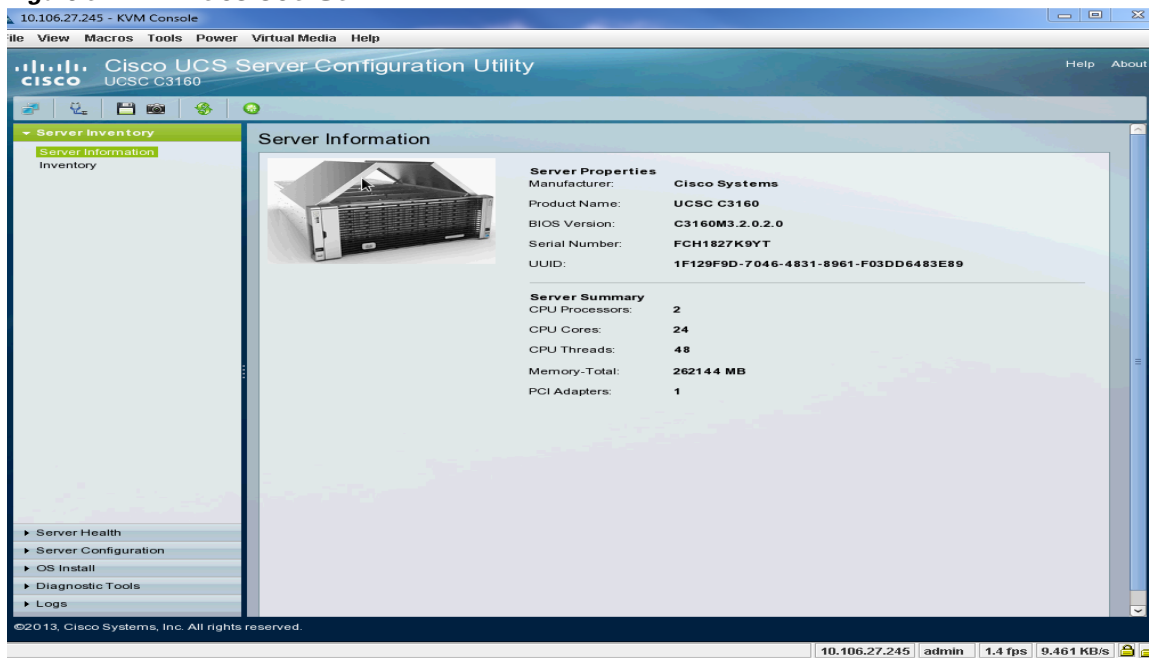 10.106.27.245 - KVM Console
File View Macros Tools Power Virtual Media Help
CISCO
Cisco UCS Server Configuration Utility
UCSC C3160
Help About
Server Inventory
Server Information
Inventory
Server Information
Server Properties
Manufacturer: Cisco Systems
Product Name: UCSC C3160
BIOS Version: C3160M3.2.0.2.0
Serial Number: FCH1827K9YT
UUID: 1F129F9D-7046-4831-8961-F03DD6483E89
Server Summary
CPU Processors: 2
CPU Cores: 24
CPU Threads: 48
Memory-Total: 262144 MB
PCI Adapters: 1
Server Health
Server Configuration
OS Install
Diagnostic Tools
Logs
©2013, Cisco Systems, Inc. All rights reserved.
10.106.27.245 admin 1.4 fps 9.461 KB/s